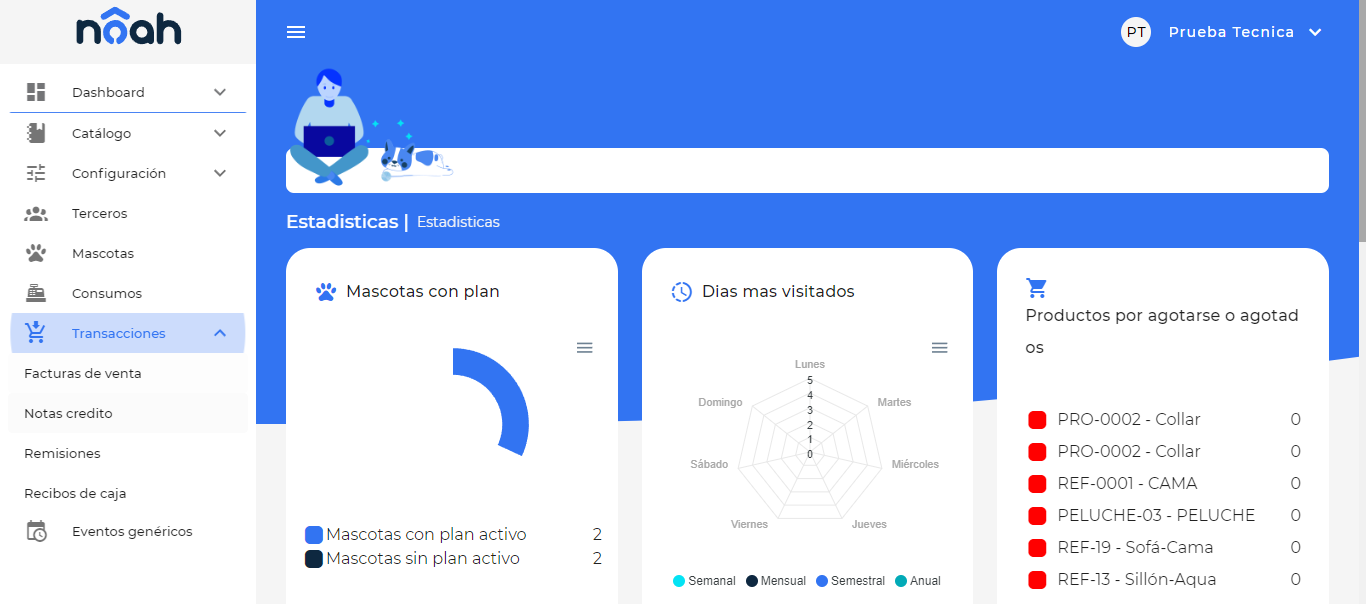 nôah
PT Prueba Tecnica
Dashboard
Catálogo
Configuración
Terceros
Mascotas
Consumos
Transacciones
Facturas de venta
Notas credito
Remisiones
Recibos de caja
Eventos genéricos
Estadisticas | Estadisticas
Mascotas con plan
Mascotas con plan activo 2
Mascotas sin plan activo 2
Dias mas visitados
Lunes
5
4
3
2
1
0
Domingo
Martes
Sábado
Miércoles
Viernes
Jueves
Semanal Mensual Semestral Anual
Productos por agotarse o agotad
os
PRO-0002 - Collar 0
PRO-0002 - Collar 0
REF-0001 - CAMA 0
PELUCHE-03 - PELUCHE 0
REF-19 - Sofá-Cama 0
REF-13 - Sillón-Aqua 0